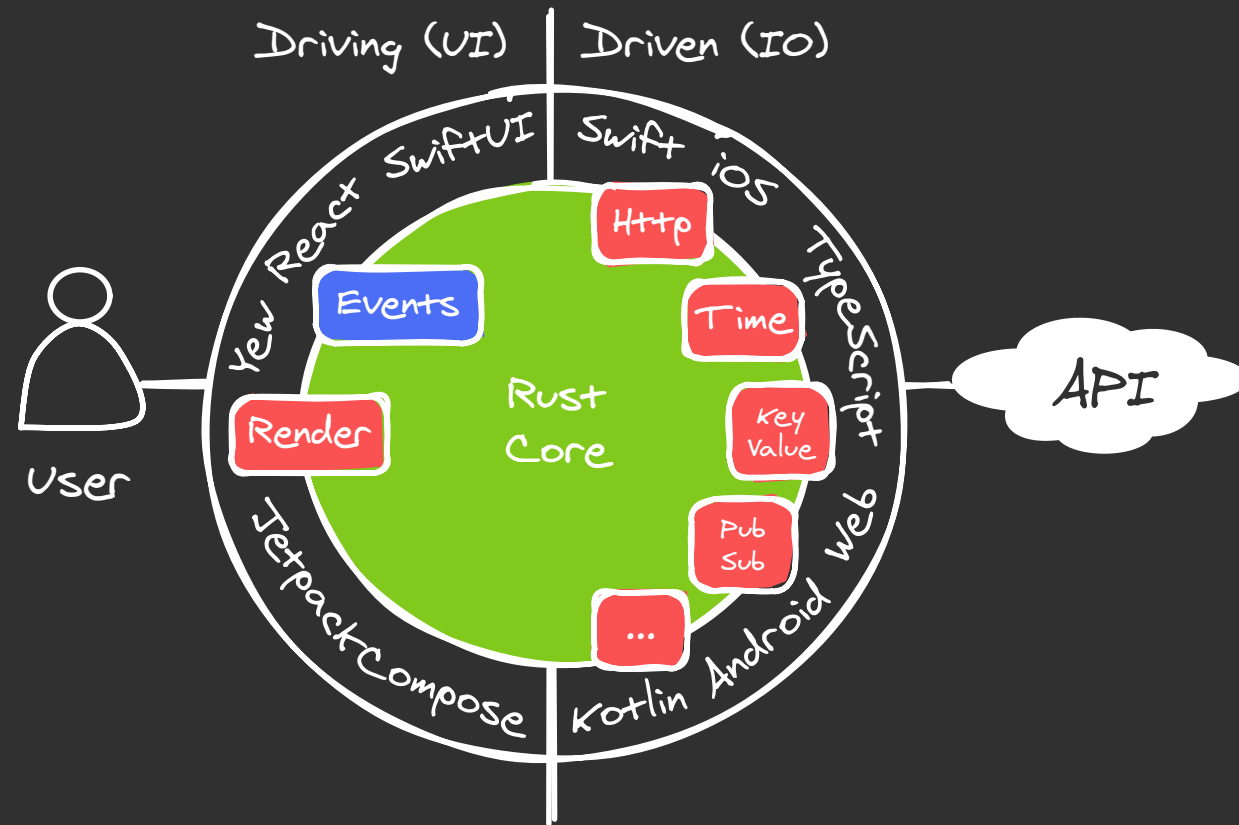 Driving (UI)
Driven (IO)
Yew React SwiftUI
Swift iOS
TypeScript
Http
Events
Time
Rust
Core
Key
Value
API
Render
User
Pub
Sub
Web
...
JetpackCompose
Kotlin Android